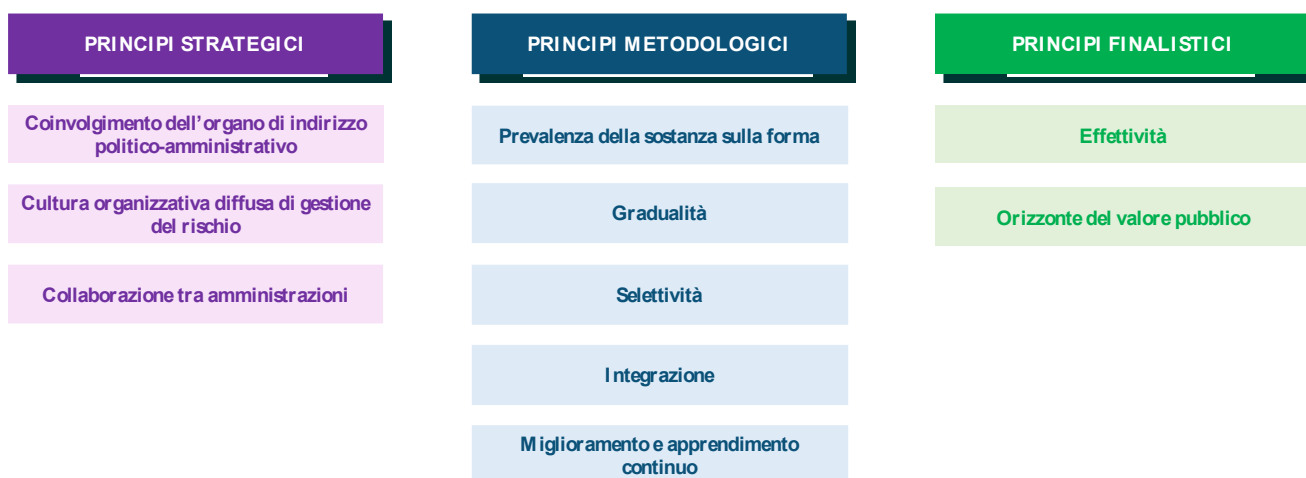 PRINCIPI STRATEGICI
Coinvolgimento dell’organo di indirizzo
politico-amministrativo
Cultura organizzativa diffusa di gestione
del rischio
Collaborazione tra amministrazioni
PRINCIPI METODOLOGICI
Prevalenza della sostanza sulla forma
Gradualità
Selettività
Integrazione
Miglioramento e apprendimento
continuo
PRINCIPI FINALISTICI
Effettività
Orizzonte del valore pubblico